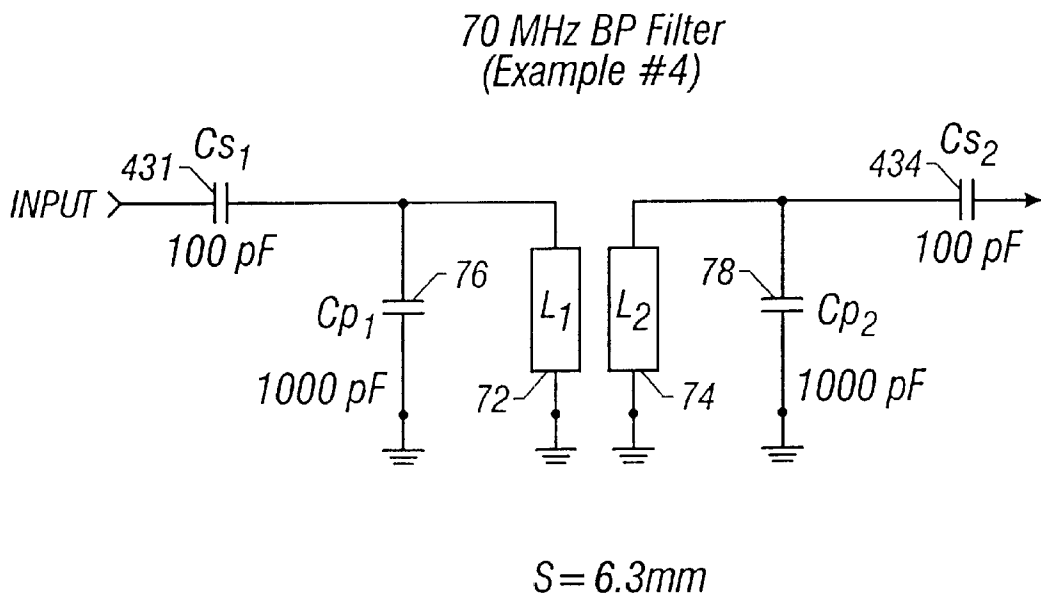 70 MHz BP Filter
(Example #4)
431
Cs1
434
Cs2
INPUT
100 pF
100 pF
76
78
Cp1
L1
L2
Cp2
1000 pF
72
74
1000 pF
S = 6.3mm